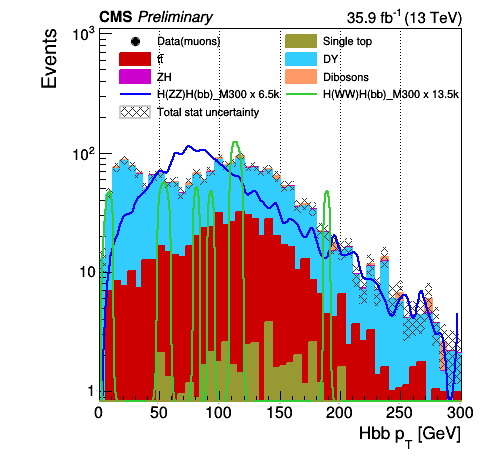 CMS Preliminary 35.9 fb⁻¹ (13 TeV)
Events
Data(muons) Single top
tt̄ DY
ZH Dibosons
H(ZZ)H(bb)_M300 x 6.5k H(WW)H(bb)_M300 x 13.5k
Total stat uncertainty
10³
10²
10
1
0 50 100 150 200 250 300
Hbb p_T [GeV]